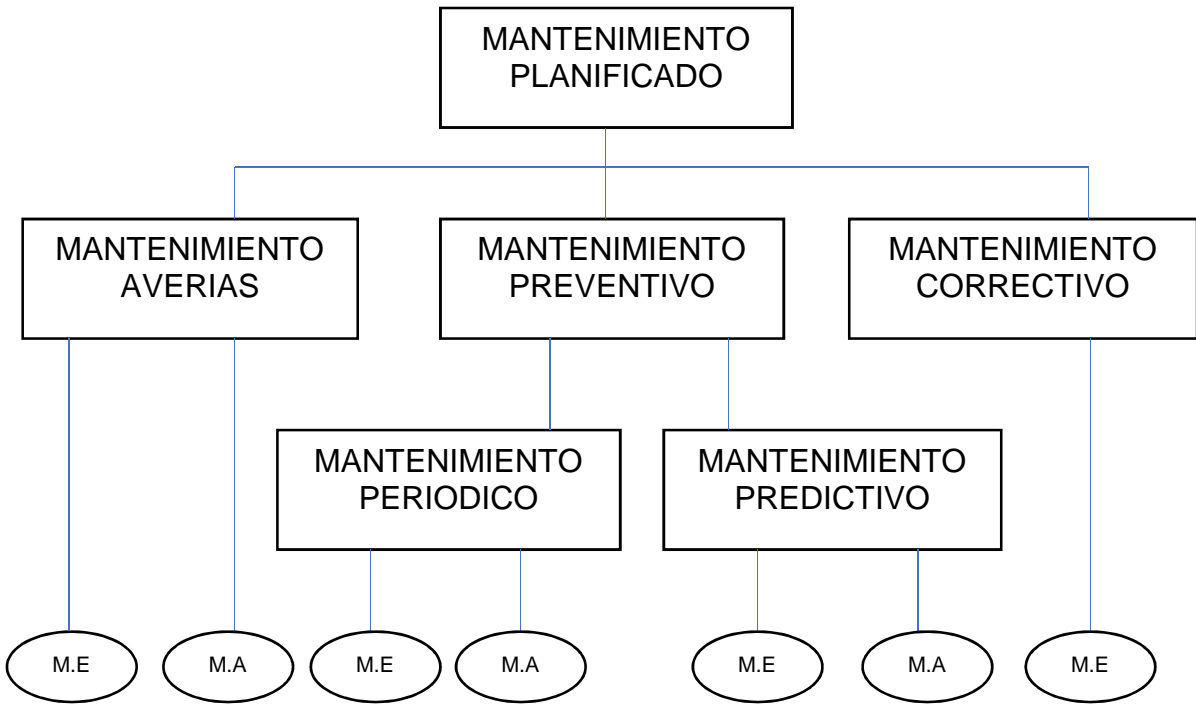 MANTENIMIENTO
PLANIFICADO
MANTENIMIENTO
AVERIAS
MANTENIMIENTO
PREVENTIVO
MANTENIMIENTO
CORRECTIVO
MANTENIMIENTO
PERIODICO
MANTENIMIENTO
PREDICTIVO
M.E
M.A
M.E
M.A
M.E
M.A
M.E